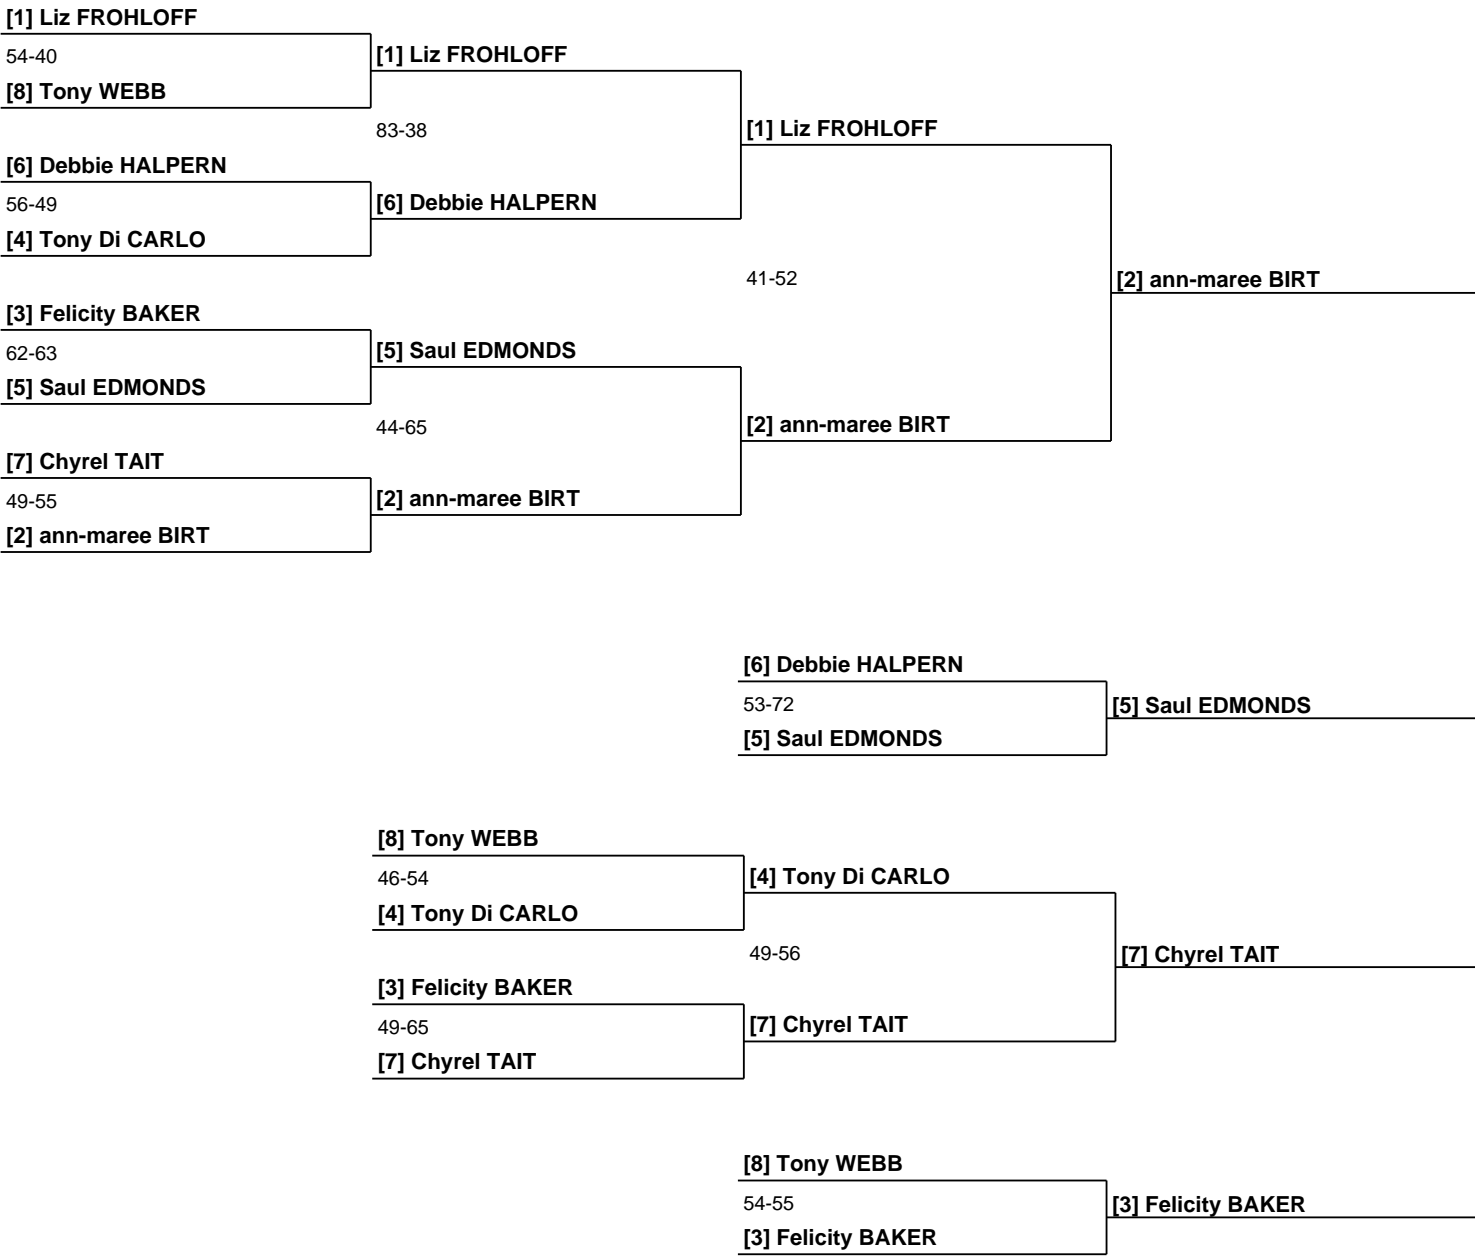 [1] Liz FROHLOFF
54-40
[1] Liz FROHLOFF
[8] Tony WEBB
83-38
[1] Liz FROHLOFF
[6] Debbie HALPERN
56-49
[6] Debbie HALPERN
[4] Tony Di CARLO
41-52
[2] ann-maree BIRT
[3] Felicity BAKER
62-63
[5] Saul EDMONDS
[5] Saul EDMONDS
44-65
[2] ann-maree BIRT
[7] Chyrel TAIT
49-55
[2] ann-maree BIRT
[2] ann-maree BIRT
[6] Debbie HALPERN
53-72
[5] Saul EDMONDS
[5] Saul EDMONDS
[8] Tony WEBB
46-54
[4] Tony Di CARLO
[4] Tony Di CARLO
49-56
[7] Chyrel TAIT
[3] Felicity BAKER
49-65
[7] Chyrel TAIT
[7] Chyrel TAIT
[8] Tony WEBB
54-55
[3] Felicity BAKER
[3] Felicity BAKER